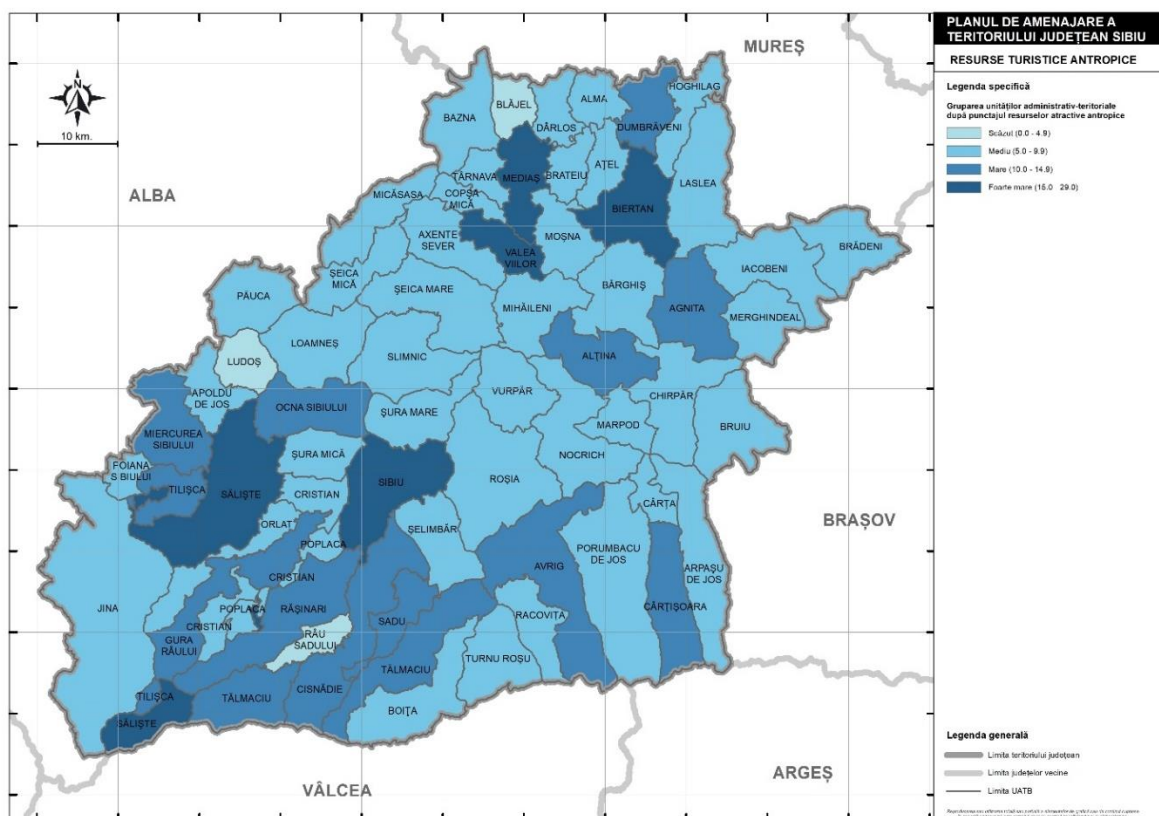 PLANUL DE AMENAJARE A
TERITORIULUI JUDEȚEAN SIBIU
RESURSE TURISTICE ANTROPICE
Legenda specifică
Gruparea unităților administrativ-teritoriale
după punctajul resurselor atractive antropice
Scăzut (0.0 - 4.9)
Mediu (5.0 - 9.9)
Mare (10.0 - 14.9)
Foarte mare (15.0 - 29.0)
N
10 km.
MUREȘ
ALBA
BRAȘOV
ARGEȘ
VÂLCEA
HOGHILAG
BLĂJEL
ALMA
BAZNA
DÂRLOS
DUMBRĂVENI
AȚEL
TÂRNAVA
MEDIAȘ
BRATEIU
LASLEA
MICĂSASA
COPȘA
MICĂ
BIERTAN
AXENTE
SEVER
MOȘNA
BRĂDENI
VALEA
VIILOR
IACOBENI
ȘEICA
MICĂ
BÂRGHIȘ
ȘEICA MARE
PĂUCA
MIHĂILENI
AGNITA
MERGHINDEAL
LOAMNEȘ
SLIMNIC
ALȚINA
LUDOȘ
APOLDU
DE JOS
VURPĂR
CHIRPĂR
OCNA SIBIULUI
ȘURA MARE
MARPOD
BRUIU
MIERCUREA
SIBIULUI
ȘURA MICĂ
NOCRICH
FOIANA
S BIULUI
TILIȘCA
SĂLIȘTE
SIBIU
ROȘIA
CRISTIAN
CÂRȚA
ORLAT
ȘELIMBĂR
POPLACA
PORUMBACU
DE JOS
AVRIG
ARPAȘU
DE JOS
CRISTIAN
JINA
POPLACA
RĂȘINARI
CÂRȚIȘOARA
RACOVIȚA
CRISTIAN
SADU
GURA
RÂULUI
RÂU
SADULUI
TURNU ROȘU
TĂLMACIU
CISNĂDIE
TILIȘCA
TĂLMACIU
BOIȚA
SĂLIȘTE
Legenda generală
Limita teritoriului județean
Limita județelor vecine
Limita UATB